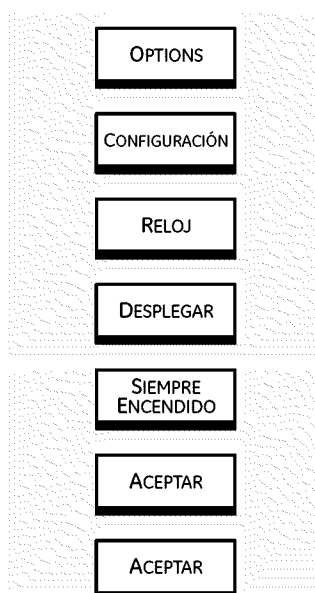 OPTIONS
CONFIGURACIÓN
RELOJ
DESPLEGAR
SIEMPRE
ENCENDIDO
ACEPTAR
ACEPTAR